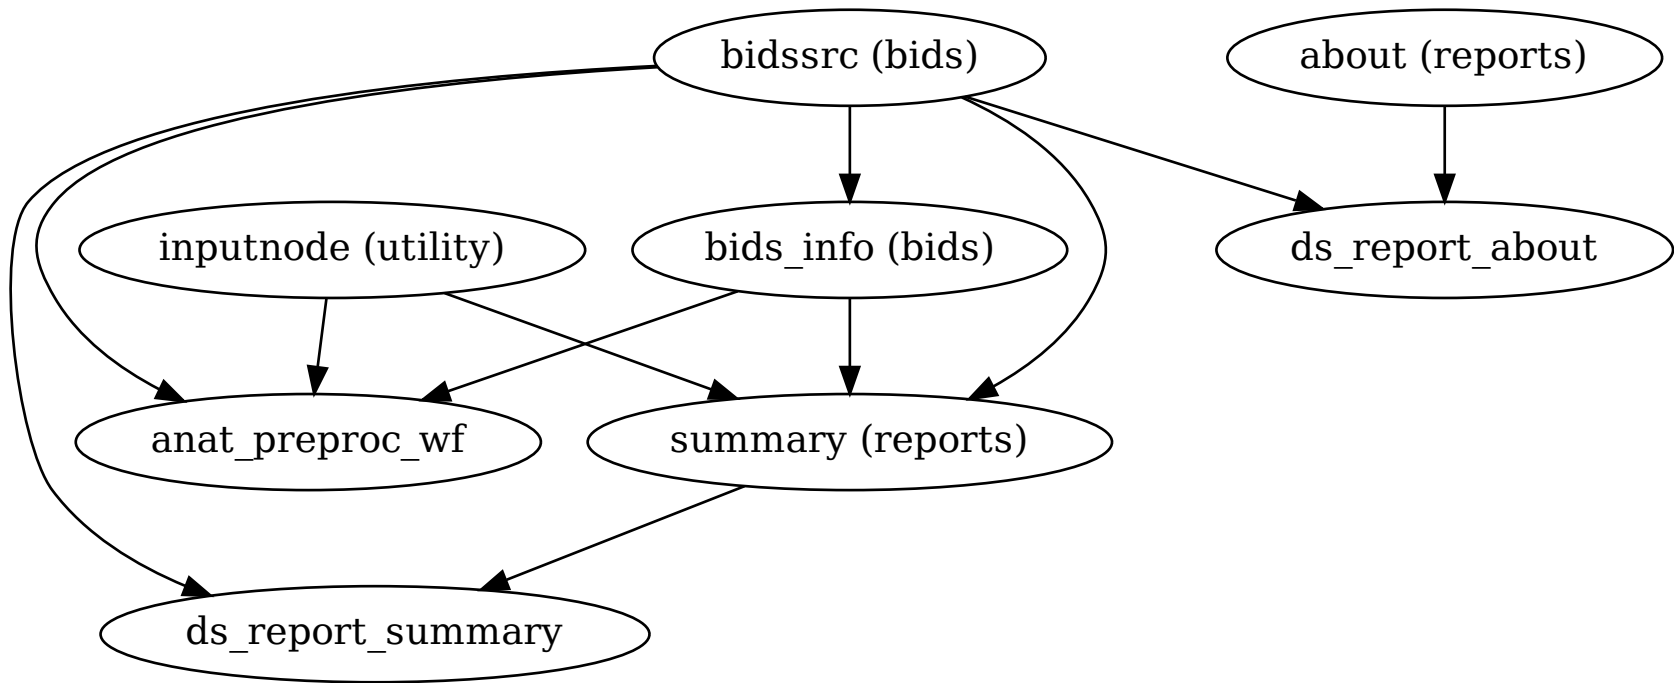 bidssrc (bids)
about (reports)
inputnode (utility)
bids_info (bids)
ds_report_about
anat_preproc_wf
summary (reports)
ds_report_summary